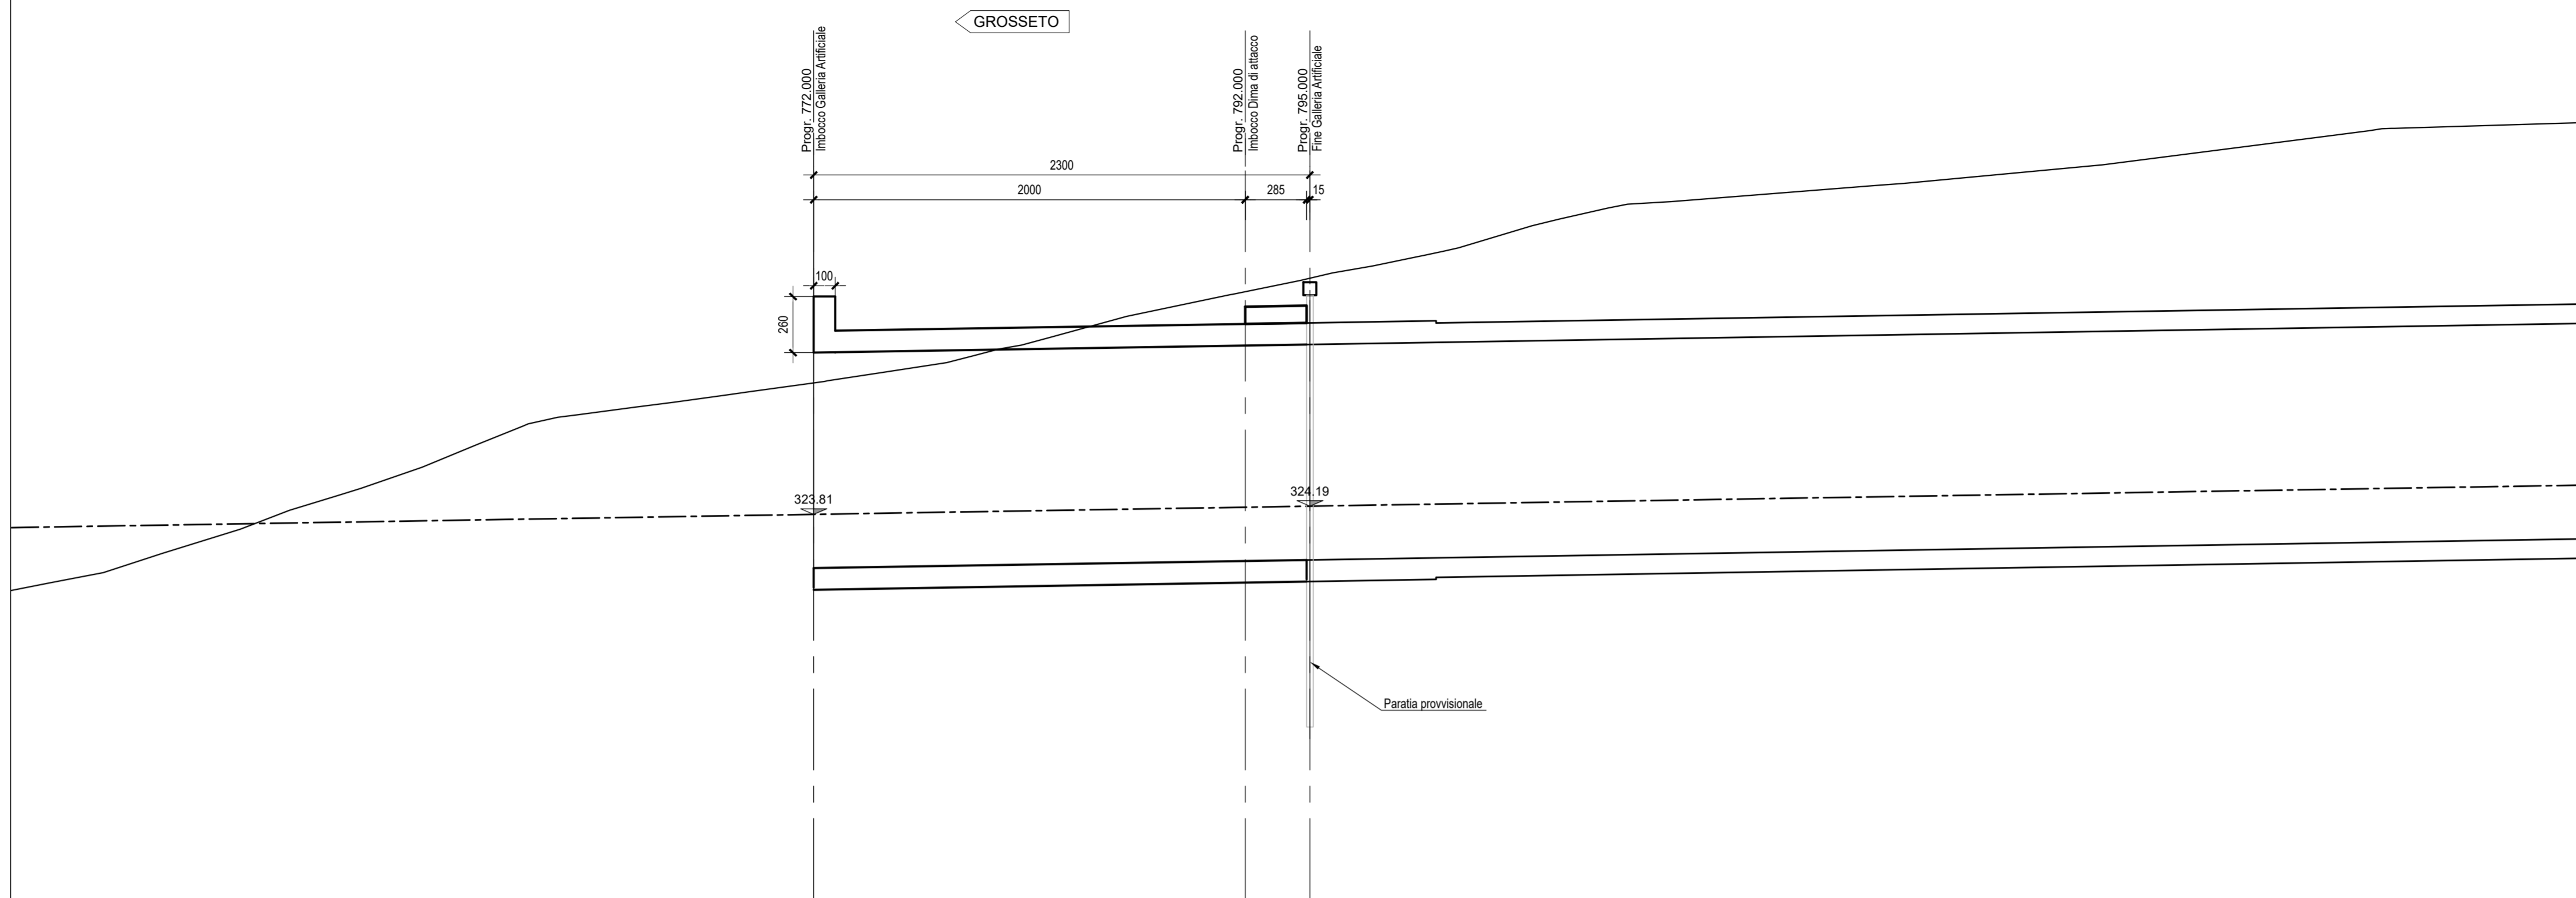 GROSSETO
Progr. 772.000
Imbocco Galleria Artificiale
Progr. 792.000
Imbocco Dima di attacco
Progr. 795.000
Fine Galleria Artificiale
2300
2000
285
15
100
260
323.81
324.19
Paratia provvisionale